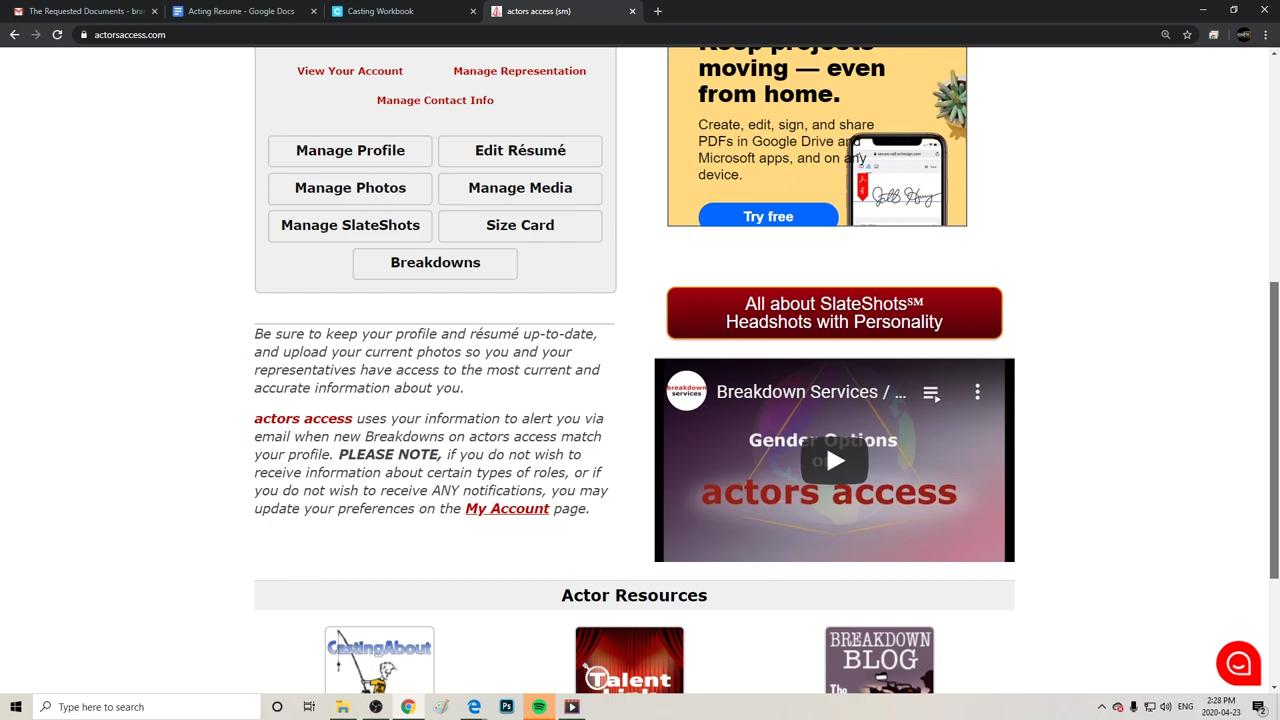 The Requested Documents - bra
Acting Resume - Google Docs
Casting Workbook
actors access (sm)
actorsaccess.com
View Your Account
Manage Representation
Manage Contact Info
Manage Profile
Edit Résumé
Manage Photos
Manage Media
Manage SlateShots
Size Card
Breakdowns
Be sure to keep your profile and résumé up-to-date,
and upload your current photos so you and your
representatives have access to the most current and
accurate information about you.
actors access uses your information to alert you via
email when new Breakdowns on actors access match
your profile. PLEASE NOTE, if you do not wish to
receive information about certain types of roles, or if
you do not wish to receive ANY notifications, you may
update your preferences on the My Account page.
Keep projects
moving — even
from home.
Create, edit, sign, and share
PDFs in Google Drive and
Microsoft apps, and on any
device.
Try free
All about SlateShots℠
Headshots with Personality
breakdown
services
Breakdown Services / ...
Gender Options
actors access
Actor Resources
CastingAbout
Talent
BREAKDOWN
BLOG
The
Type here to search
ENG
2:28 PM
2020-04-23
2